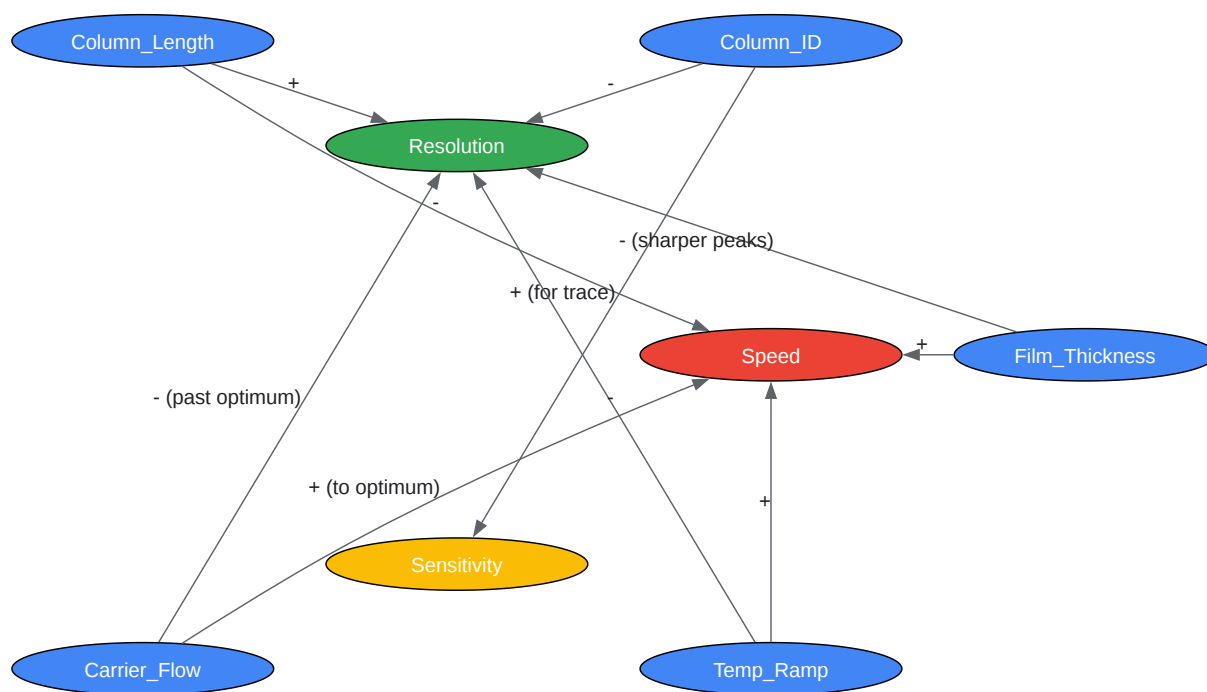 Column_Length
Column_ID
+
-
Resolution
-
- (sharper peaks)
+ (for trace)
+
Speed
Film_Thickness
- (past optimum)
-
+ (to optimum)
+
Sensitivity
Carrier_Flow
Temp_Ramp